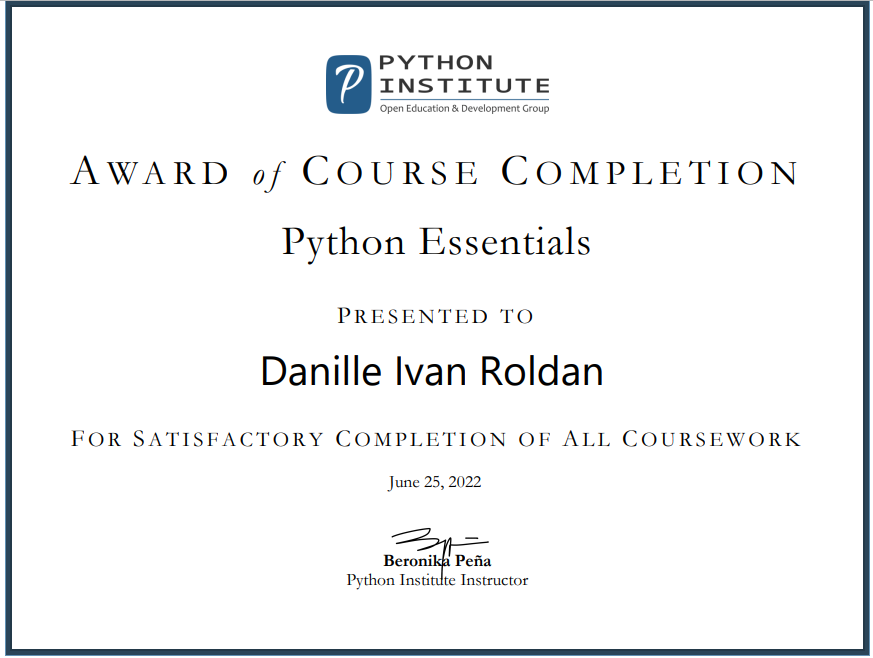 P
PYTHON
INSTITUTE
Open Education & Development Group
AWARD of COURSE COMPLETION
Python Essentials
PRESENTED TO
Danille Ivan Roldan
FOR SATISFACTORY COMPLETION OF ALL COURSEWORK
June 25, 2022
Beronika Peña
Python Institute Instructor